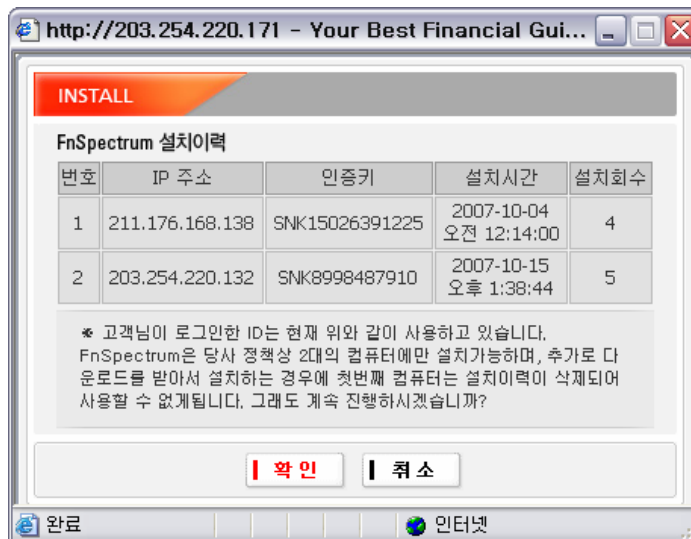 http://203.254.220.171 - Your Best Financial Gui...
INSTALL
FnSpectrum 설치이력
번호 IP 주소 인증키 설치시간 설치회수
1 211.176.168.138 SNK15026391225 2007-10-04 오전 12:14:00 4
2 203.254.220.132 SNK8998487910 2007-10-15 오후 1:38:44 5
※ 고객님이 로그인한 ID는 현재 위와 같이 사용하고 있습니다.
FnSpectrum은 당사 정책상 2대의 컴퓨터에만 설치가능하며, 추가로 다
운로드를 받아서 설치하는 경우에 첫번째 컴퓨터는 설치이력이 삭제되어
사용할 수 없게됩니다. 그래도 계속 진행하시겠습니까?
확인 취소
완료 인터넷